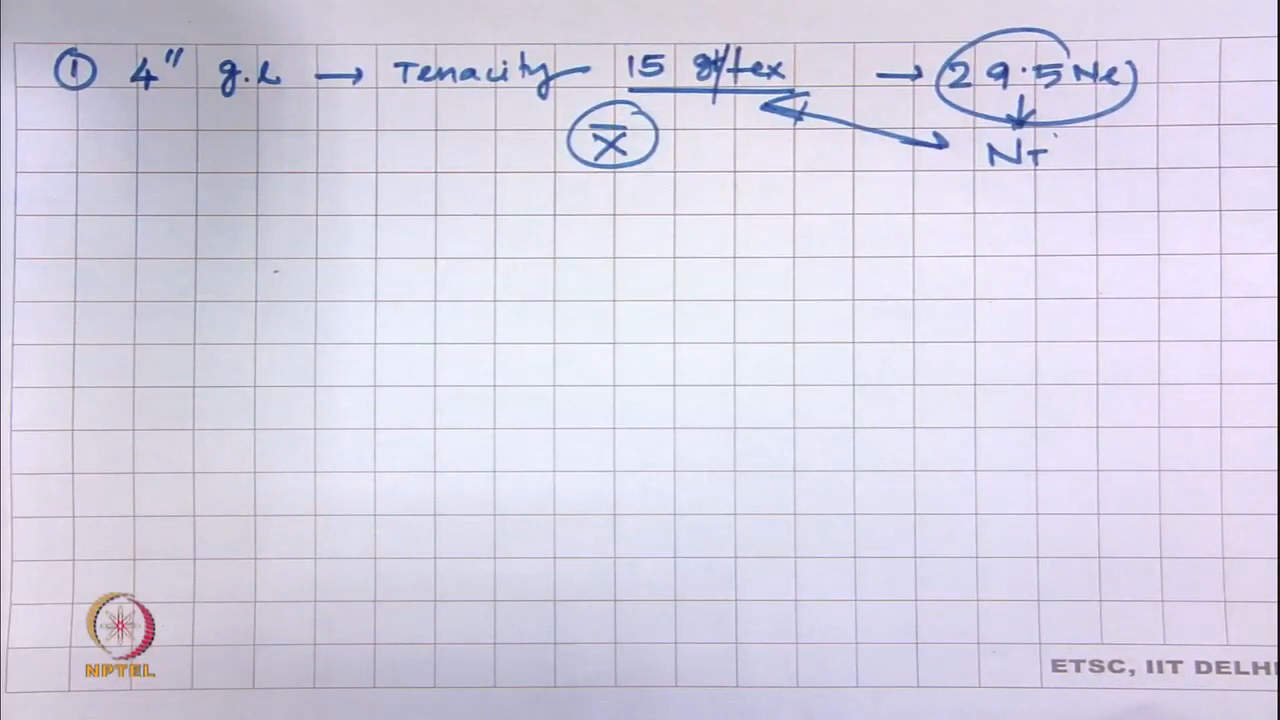 ① 4" g.l → Tenacity 15 g/tex → 29.5 Ne
X̄ NT
NPTEL
ETSC, IIT DELHI